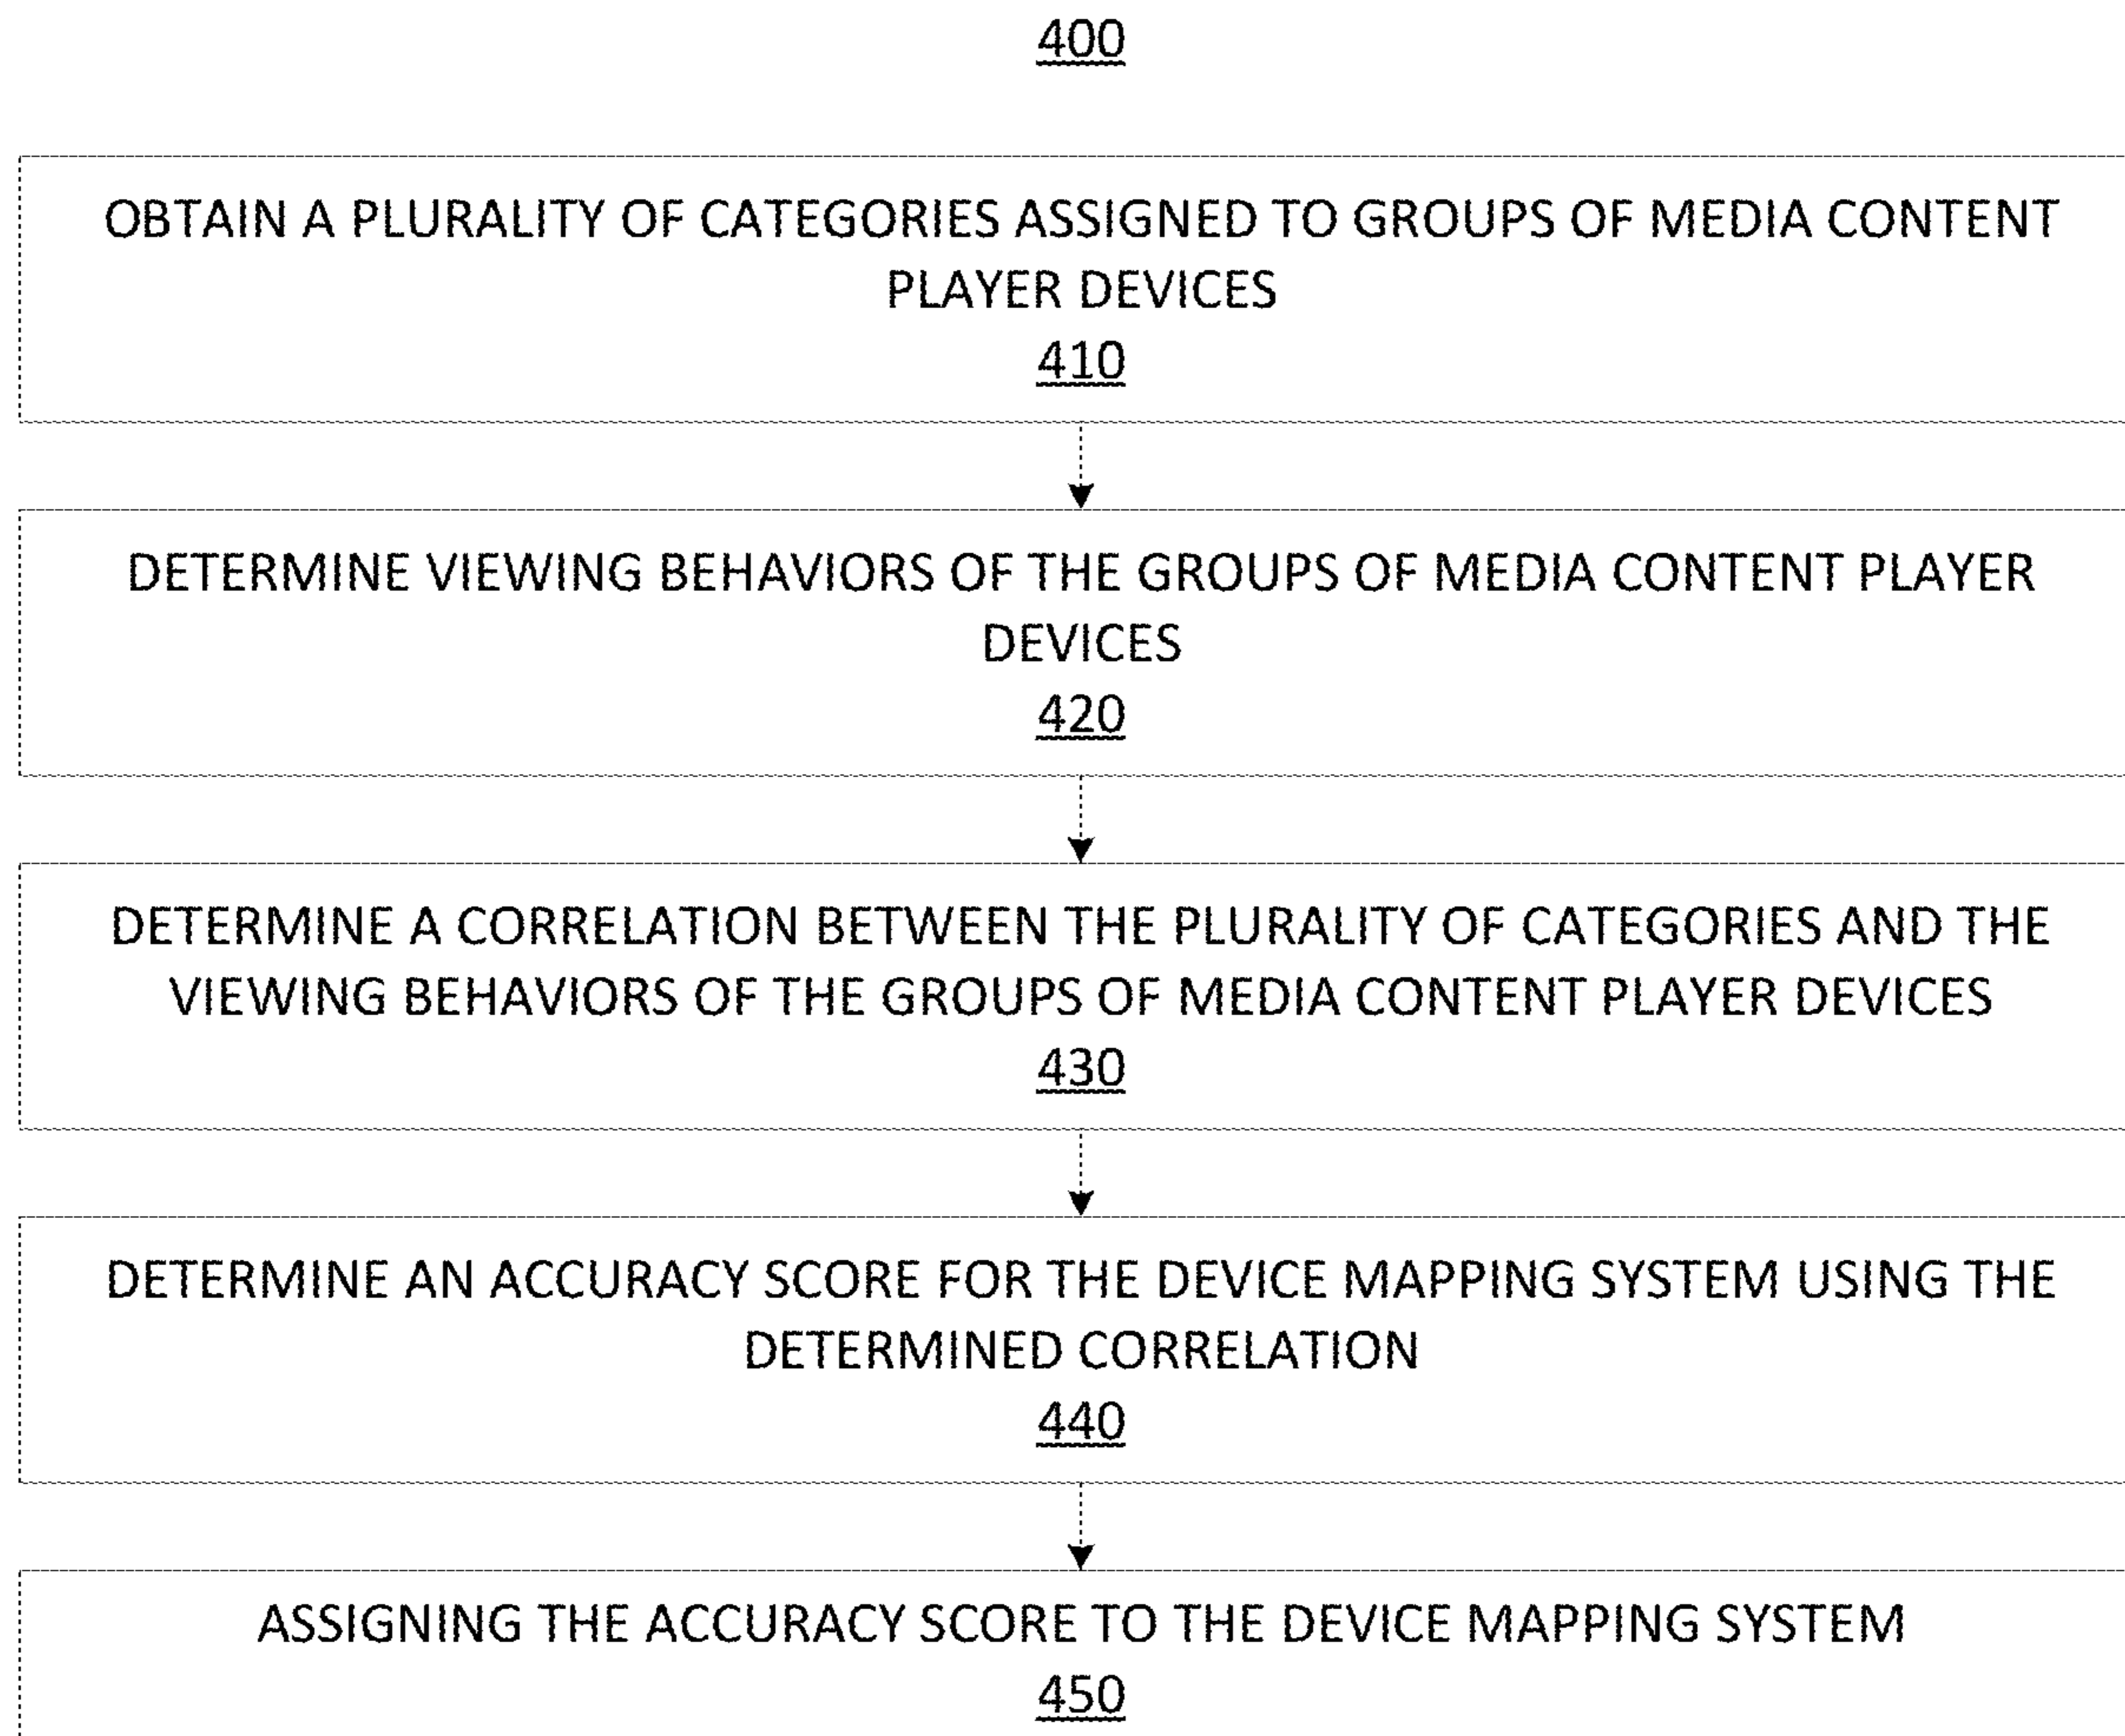 400
OBTAIN A PLURALITY OF CATEGORIES ASSIGNED TO GROUPS OF MEDIA CONTENT
PLAYER DEVICES
410
DETERMINE VIEWING BEHAVIORS OF THE GROUPS OF MEDIA CONTENT PLAYER
DEVICES
420
DETERMINE A CORRELATION BETWEEN THE PLURALITY OF CATEGORIES AND THE
VIEWING BEHAVIORS OF THE GROUPS OF MEDIA CONTENT PLAYER DEVICES
430
DETERMINE AN ACCURACY SCORE FOR THE DEVICE MAPPING SYSTEM USING THE
DETERMINED CORRELATION
440
ASSIGNING THE ACCURACY SCORE TO THE DEVICE MAPPING SYSTEM
450